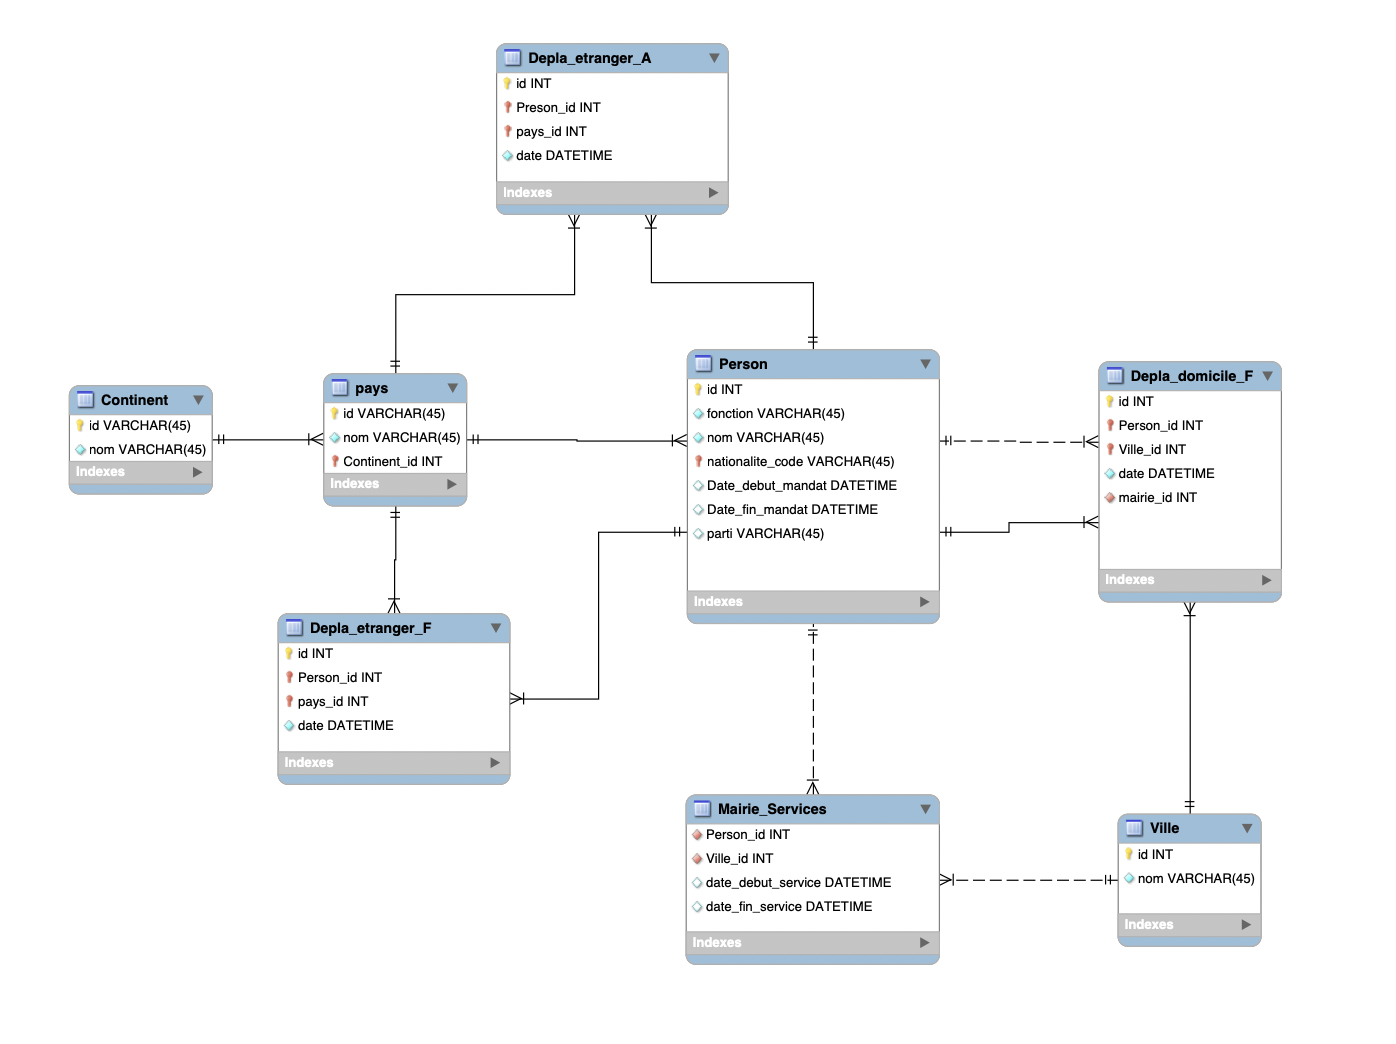 Depla_etranger_A
id INT
Preson_id INT
pays_id INT
date DATETIME
Indexes
Continent
id VARCHAR(45)
nom VARCHAR(45)
Indexes
pays
id VARCHAR(45)
nom VARCHAR(45)
Continent_id INT
Indexes
Person
id INT
fonction VARCHAR(45)
nom VARCHAR(45)
nationalite_code VARCHAR(45)
Date_debut_mandat DATETIME
Date_fin_mandat DATETIME
parti VARCHAR(45)
Indexes
Depla_domicile_F
id INT
Person_id INT
Ville_id INT
date DATETIME
mairie_id INT
Indexes
Depla_etranger_F
id INT
Person_id INT
pays_id INT
date DATETIME
Indexes
Mairie_Services
Person_id INT
Ville_id INT
date_debut_service DATETIME
date_fin_service DATETIME
Indexes
Ville
id INT
nom VARCHAR(45)
Indexes